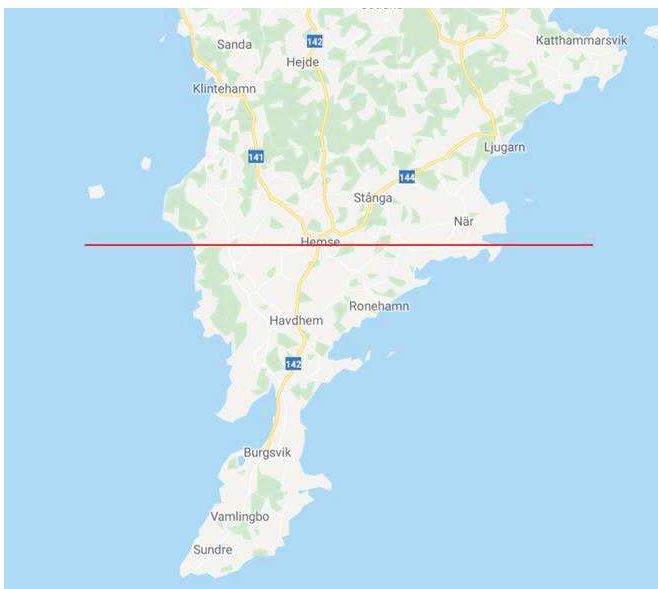 Sanda
142
Katthammarsvik
Hejde
Klintehamn
Ljugarn
141
144
Stånga
När
Hemse
Ronehamn
Havdhem
142
Burgsvik
Vamlingbo
Sundre